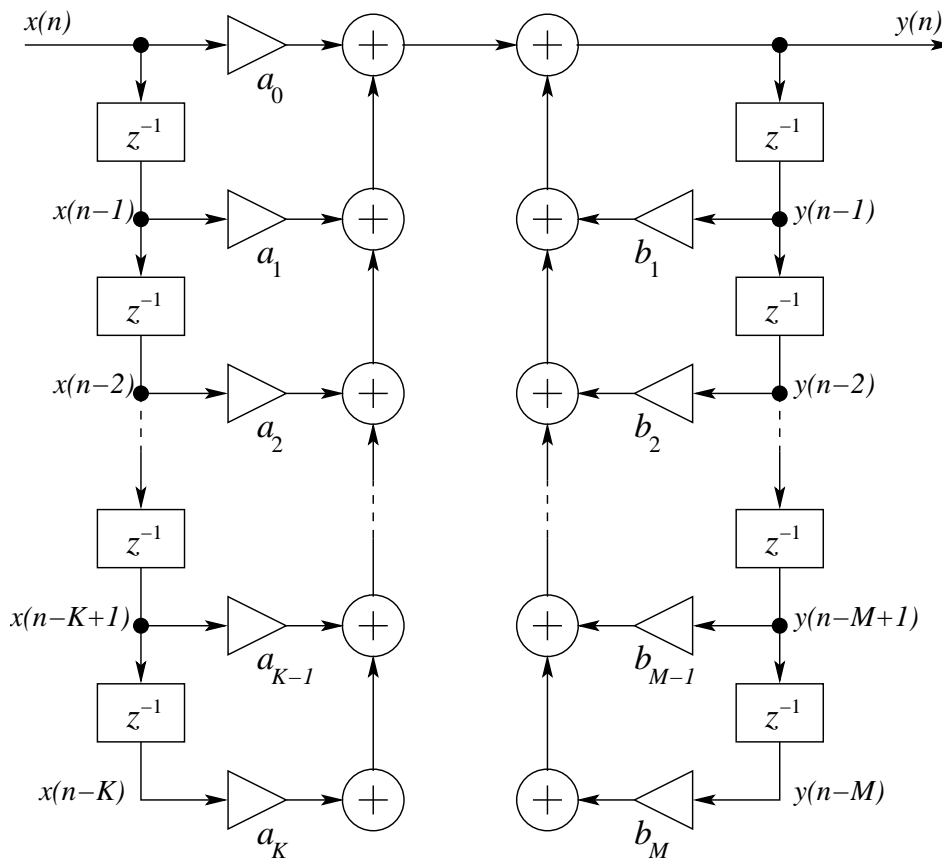 x(n) y(n)
a0
z−1 z−1
x(n−1) y(n−1)
a1 b1
z−1 z−1
x(n−2) y(n−2)
a2 b2
z−1 z−1
x(n−K+1) y(n−M+1)
aK−1 bM−1
z−1 z−1
x(n−K) y(n−M)
aK bM